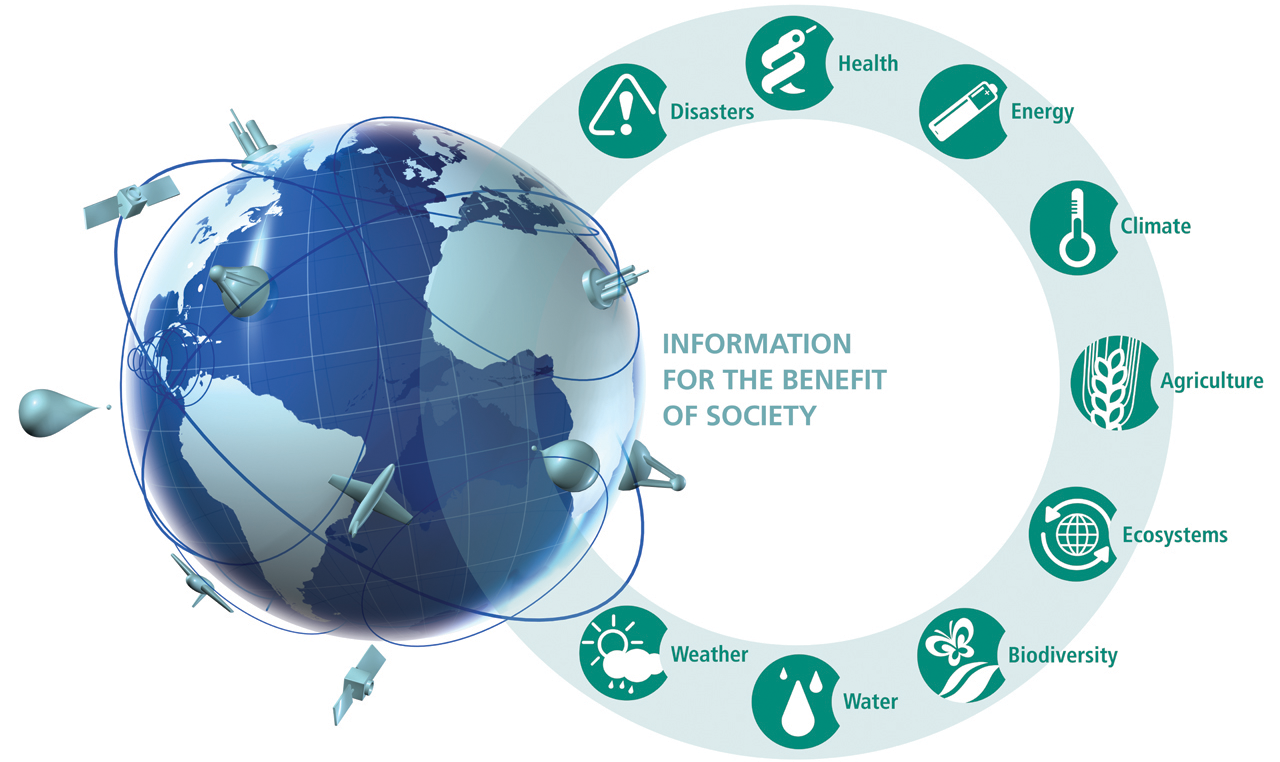 Health
Disasters
Energy
Climate
INFORMATION
FOR THE BENEFIT
OF SOCIETY
Agriculture
Ecosystems
Weather
Biodiversity
Water